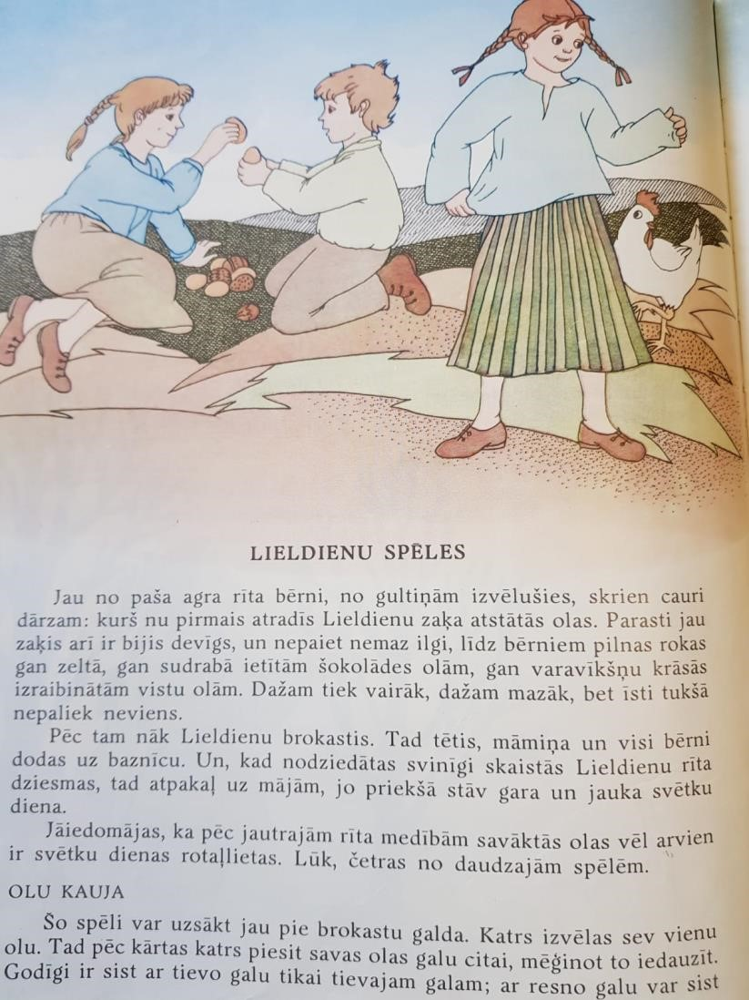 LIELDIENU SPĒLES
Jau no paša agra rīta bērni, no gultiņām izvēlušies, skrien cauri
dārzam: kurš nu pirmais atradīs Lieldienu zaķa atstātās olas. Parasti jau
zaķis arī ir bijis devīgs, un nepaiet nemaz ilgi, līdz bērniem pilnas rokas
gan zeltā, gan sudrabā ietītām šokolādes olām, gan varavīkšņu krāsās
izraibinātām vistu olām. Dažam tiek vairāk, dažam mazāk, bet īsti tukšā
nepaliek neviens.
Pēc tam nāk Lieldienu brokastis. Tad tētis, māmiņa un visi bērni
dodas uz baznīcu. Un, kad nodziedātas svinīgi skaistās Lieldienu rīta
dziesmas, tad atpakaļ uz mājām, jo priekšā stāv gara un jauka svētku
diena.
Jāiedomājas, ka pēc jautrajām rīta medībām savāktās olas vēl arvien
ir svētku dienas rotaļlietas. Lūk, četras no daudzajām spēlēm.
OLU KAUJA
Šo spēli var uzsākt jau pie brokastu galda. Katrs izvēlas sev vienu
olu. Tad pēc kārtas katrs piesit savas olas galu citai, mēģinot to iedauzīt.
Godīgi ir sist ar tievo galu tikai tievajam galam; ar resno galu var sist